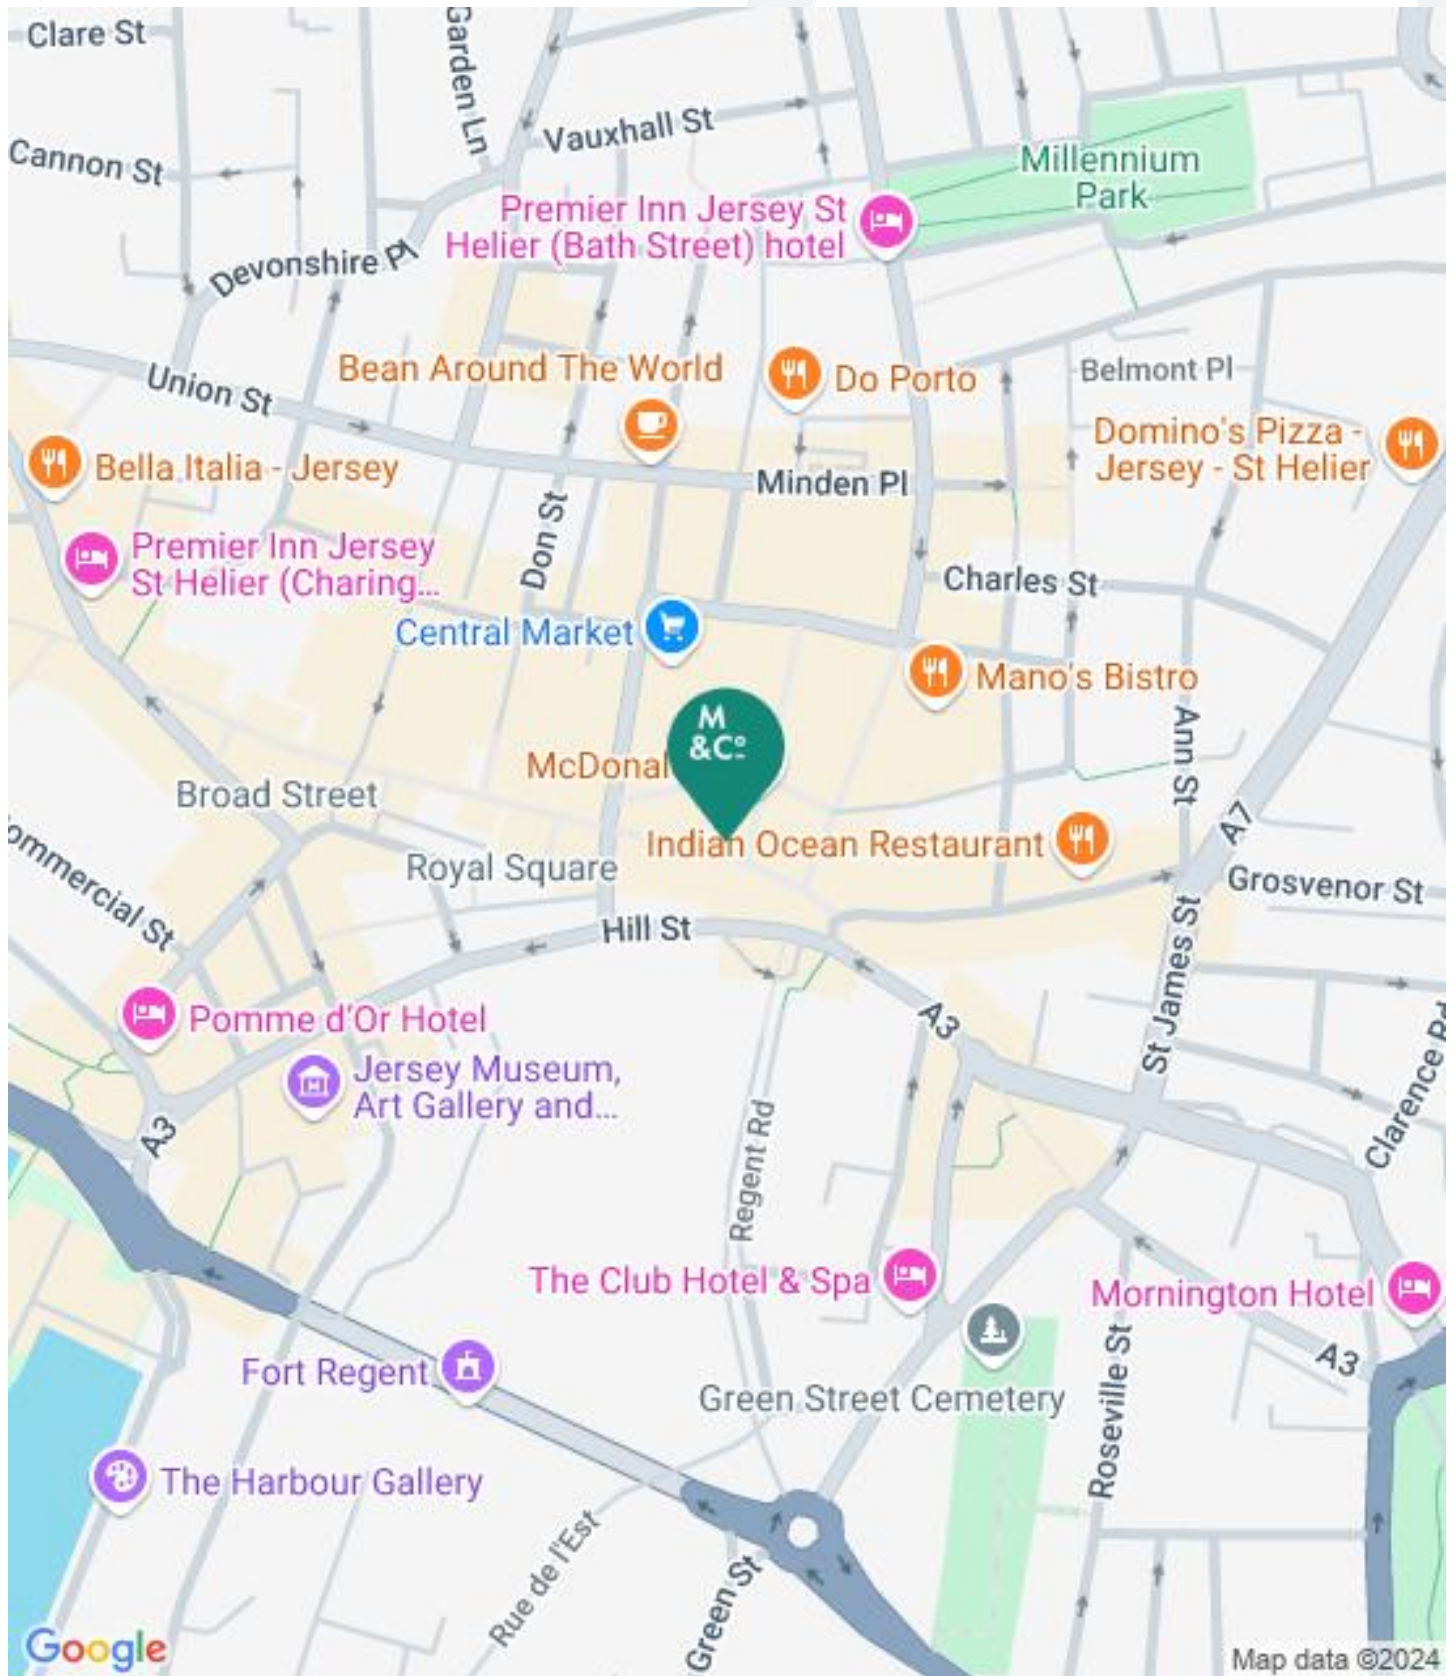 Clare St
Garden Ln
Vauxhall St
Cannon St
Millennium
Park
Premier Inn Jersey St
Helier (Bath Street) hotel
Devonshire Pl
Bean Around The World
Do Porto
Belmont Pl
Union St
Domino's Pizza -
Jersey - St Helier
Bella Italia - Jersey
Minden Pl
Don St
Premier Inn Jersey
St Helier (Charing...
Charles St
Central Market
Mano's Bistro
M
&Co
McDonal
Ann St
Broad Street
A7
Indian Ocean Restaurant
Royal Square
Grosvenor St
ommercial St
Hill St
St James St
Pomme d'Or Hotel
A3
Jersey Museum,
Art Gallery and...
Clarence Rd
A3
Regent Rd
The Club Hotel & Spa
Mornington Hotel
Fort Regent
A3
Green Street Cemetery
Roseville St
The Harbour Gallery
Rue de l'Est
Green St
Google
Map data ©2024